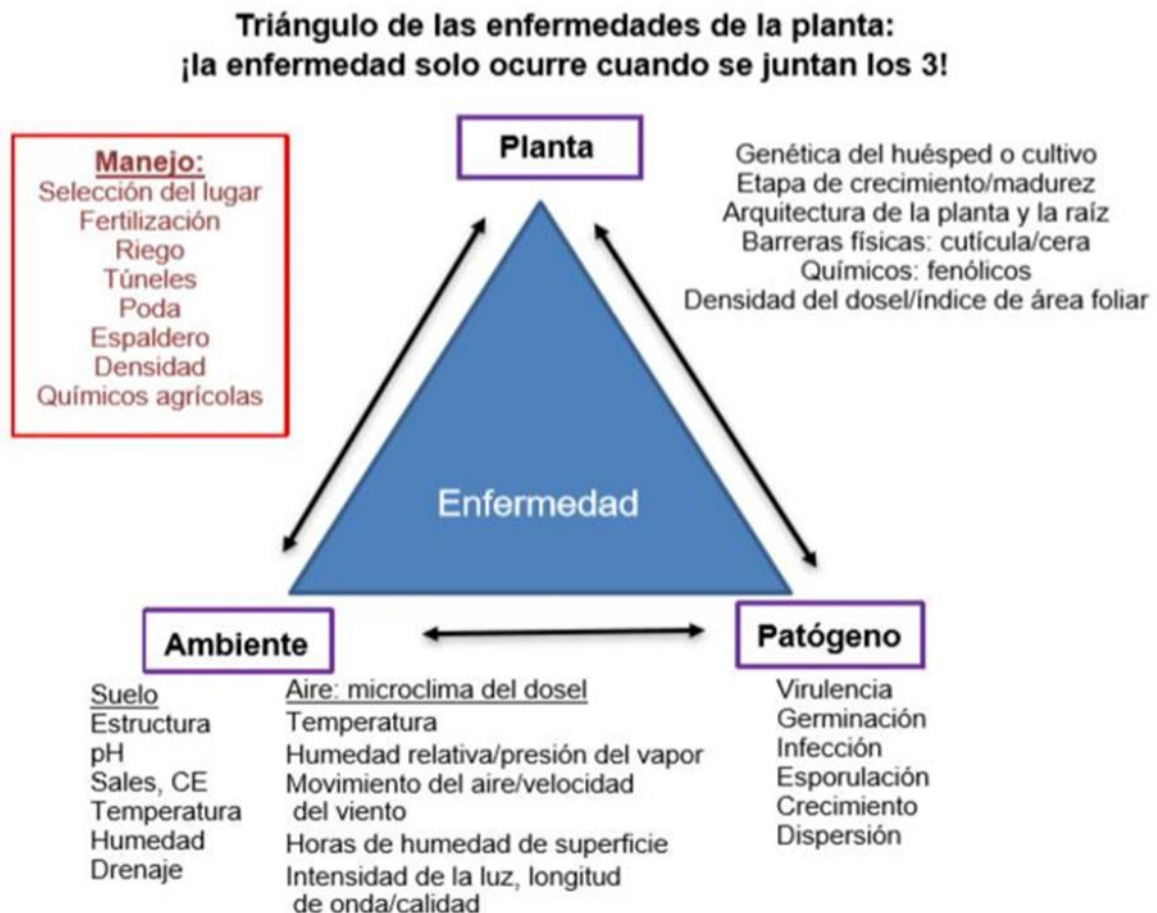 Triángulo de las enfermedades de la planta:
¡la enfermedad solo ocurre cuando se juntan los 3!
Manejo:
Selección del lugar
Fertilización
Riego
Túneles
Poda
Espaldero
Densidad
Químicos agrícolas
Planta
Genética del huésped o cultivo
Etapa de crecimiento/madurez
Arquitectura de la planta y la raíz
Barreras físicas: cutícula/cera
Químicos: fenólicos
Densidad del dosel/índice de área foliar
Enfermedad
Ambiente
Suelo
Estructura
pH
Sales, CE
Temperatura
Humedad
Drenaje
Aire: microclima del dosel
Temperatura
Humedad relativa/presión del vapor
Movimiento del aire/velocidad
del viento
Horas de humedad de superficie
Intensidad de la luz, longitud
de onda/calidad
Patógeno
Virulencia
Germinación
Infección
Esporulación
Crecimiento
Dispersión